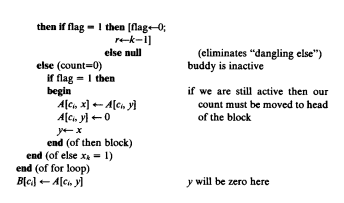 then if flag = 1 then [flag←0;
r←k−1]
else null (eliminates “dangling else”)
else (count=0) buddy is inactive
if flag = 1 then
begin if we are still active then our
A[cᵢ, x] ← A[cᵢ, y] count must be moved to head
A[cᵢ, y] ← 0 of the block
y← x
end (of then block)
end (of else xₖ = 1)
end (of for loop)
B[cᵢ] ← A[cᵢ, y] y will be zero here